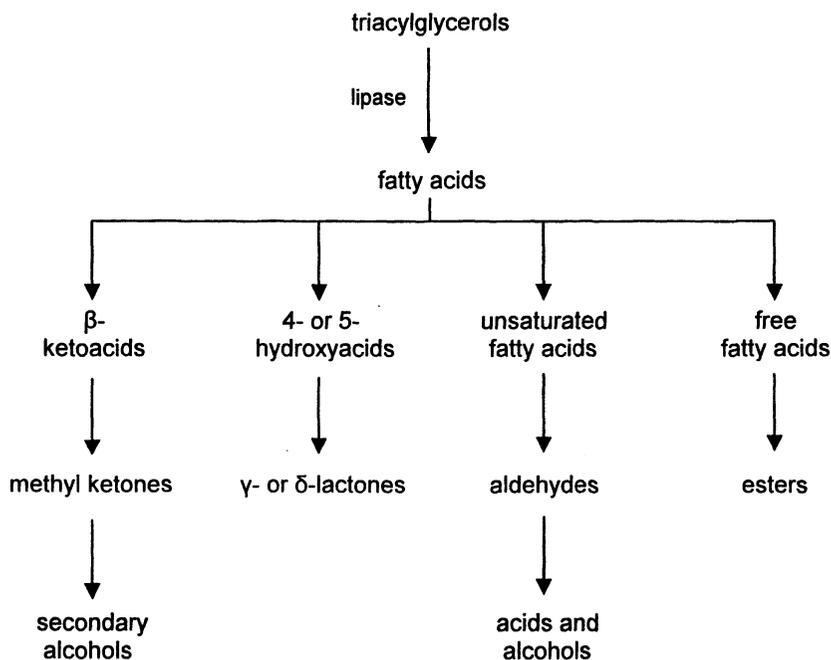 triacylglycerols
lipase
fatty acids
β-
ketoacids
4- or 5-
hydroxyacids
unsaturated
fatty acids
free
fatty acids
methyl ketones
γ- or δ-lactones
aldehydes
esters
secondary
alcohols
acids and
alcohols